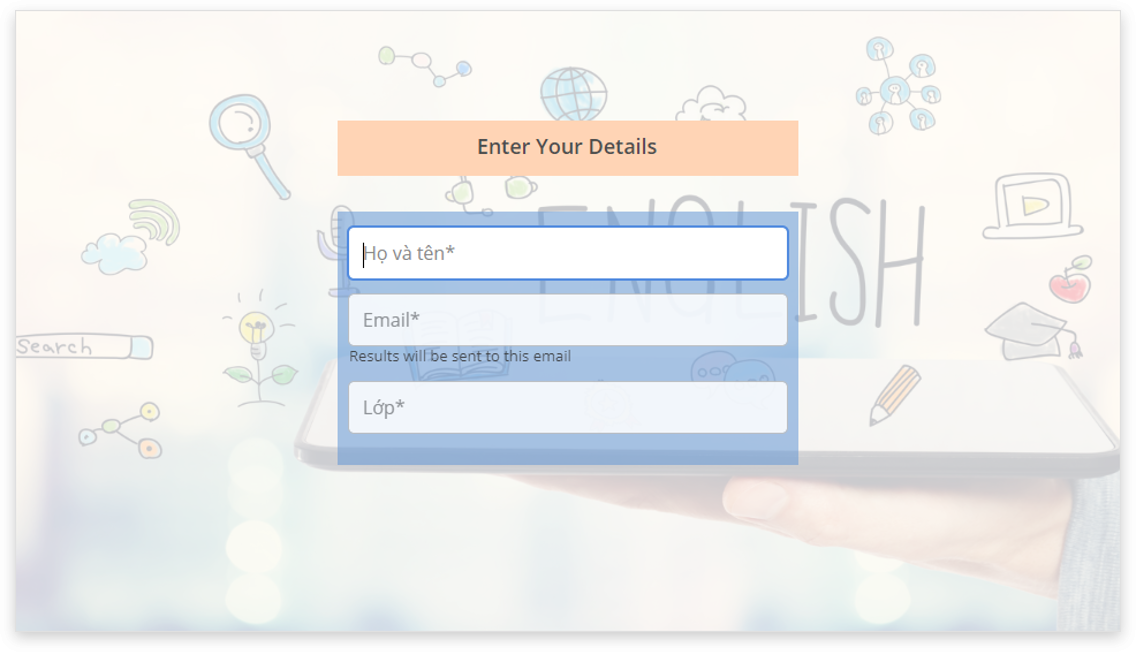 Enter Your Details
ENGLISH
Họ và tên*
Email*
Search
Results will be sent to this email
Lớp*